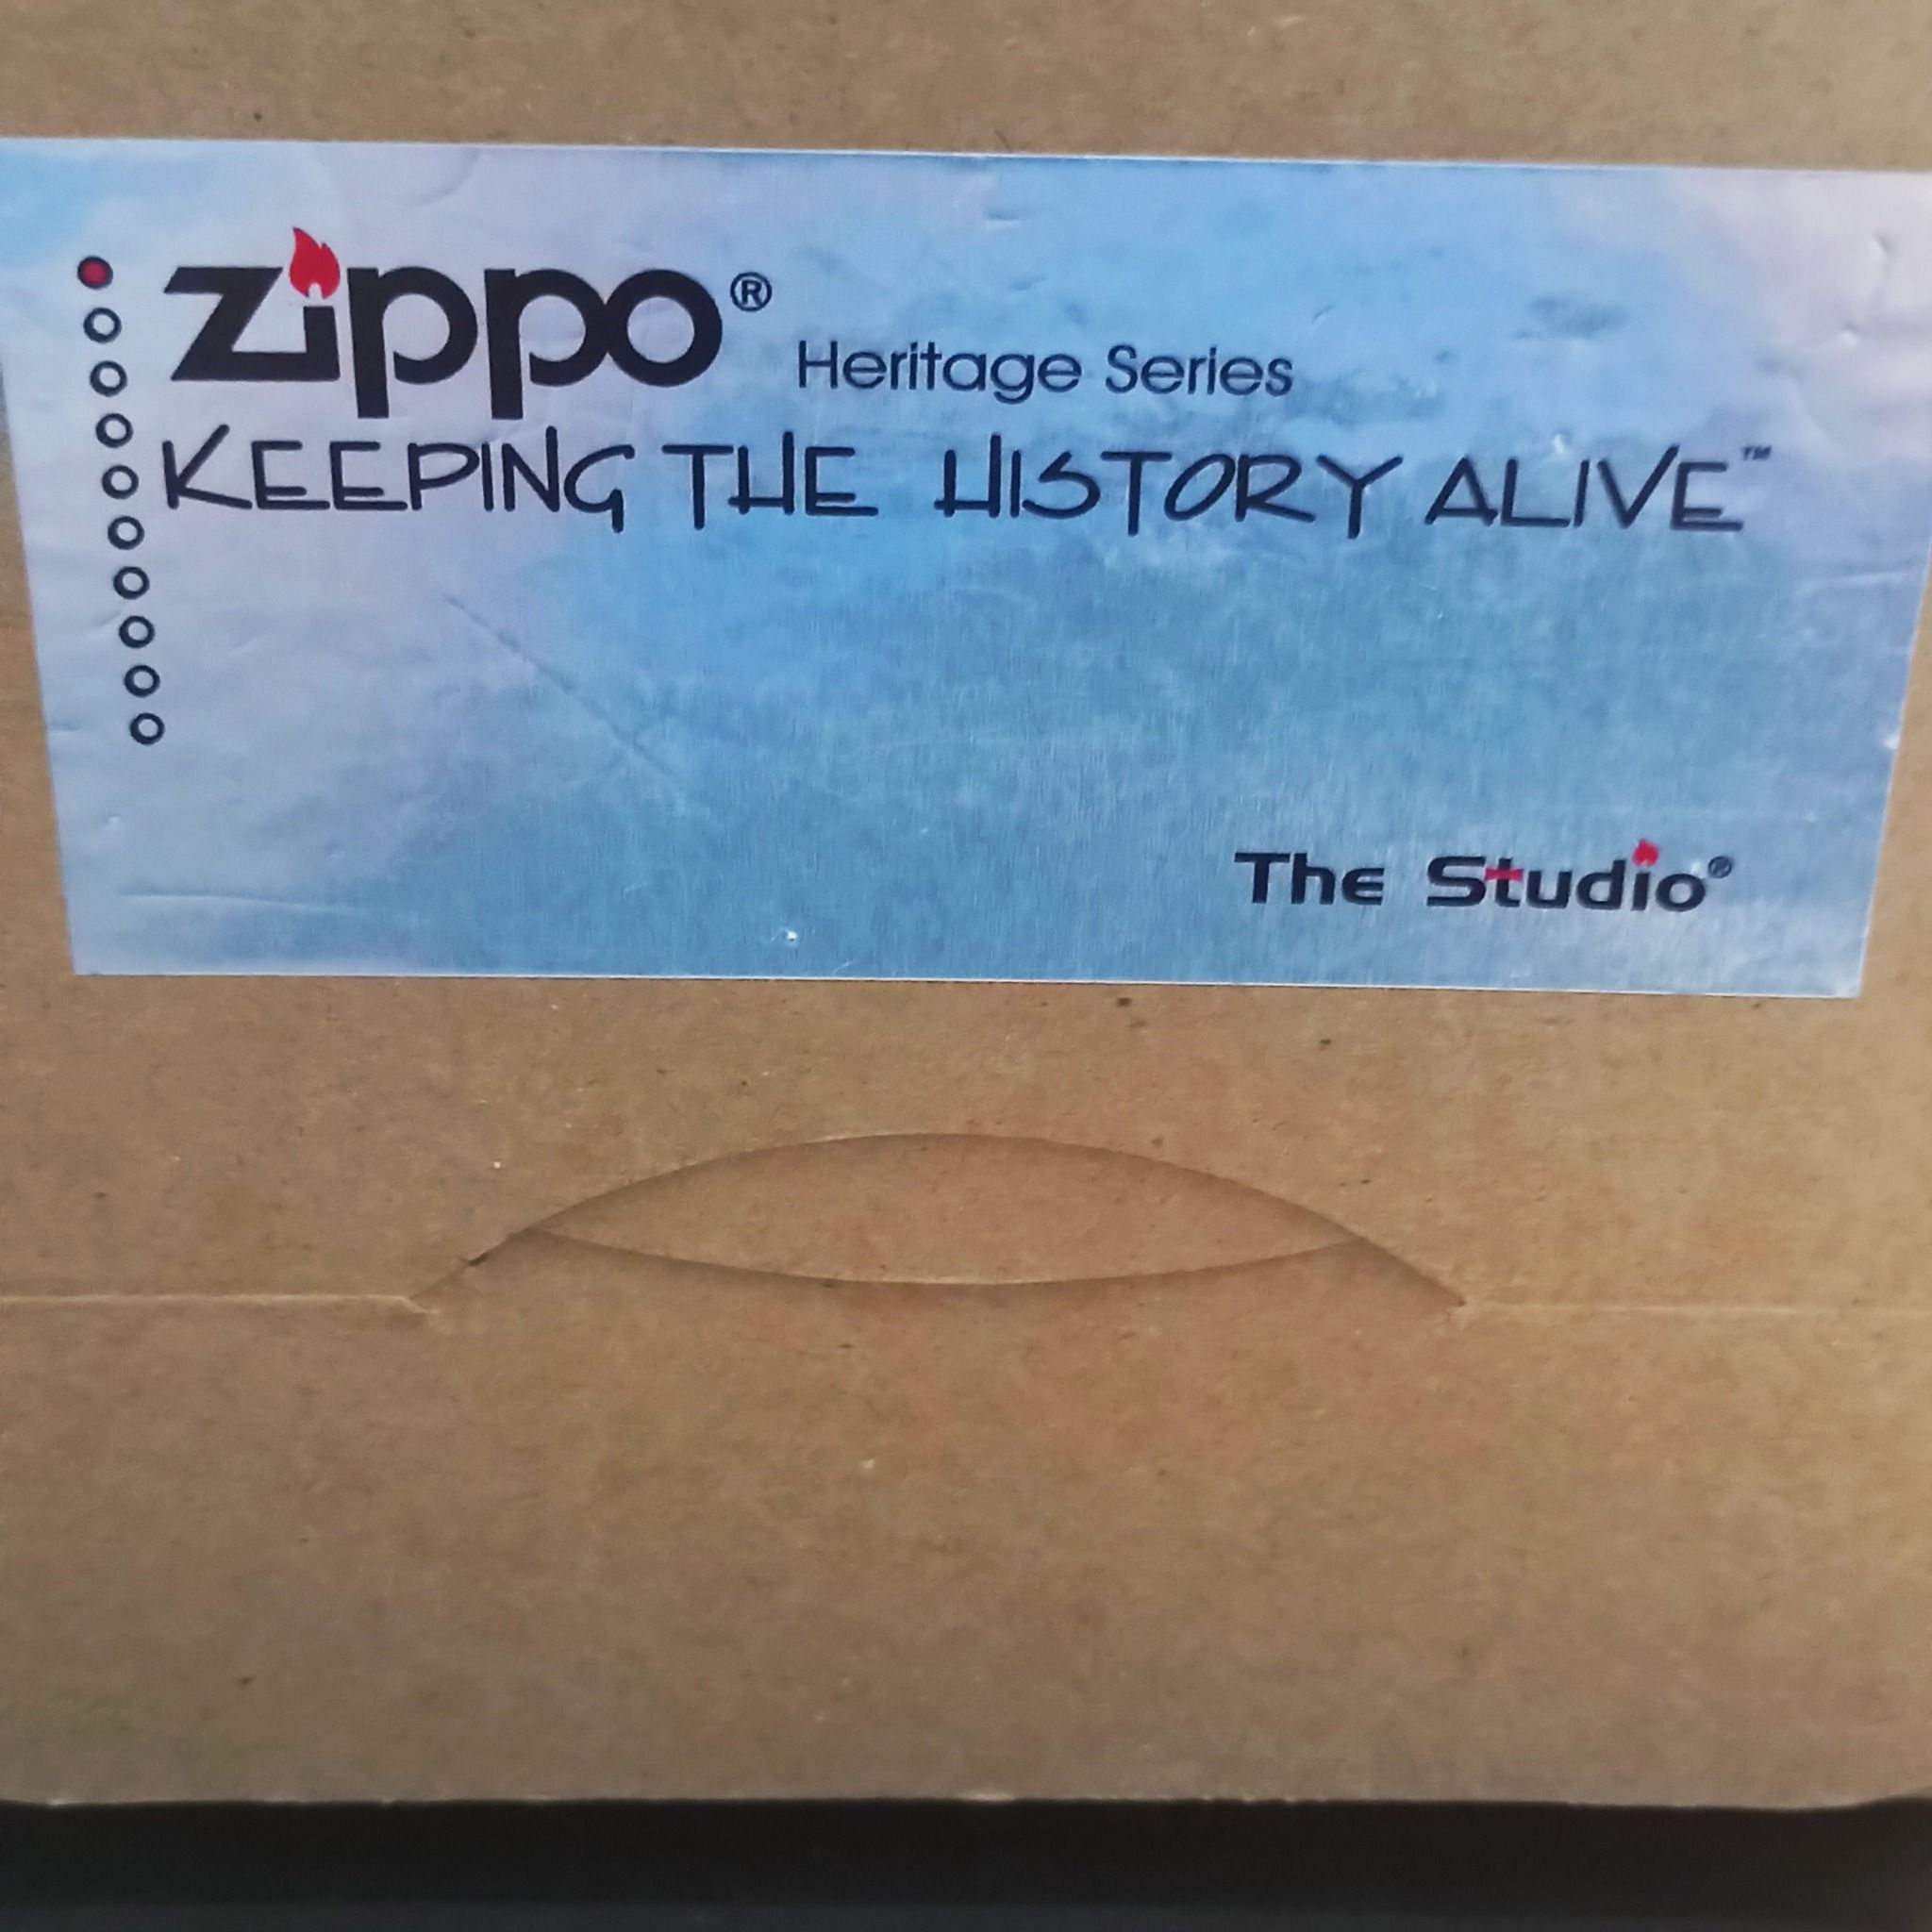 Zippo® Heritage Series
KEEPING THE HISTORY ALIVE™
The Studio®